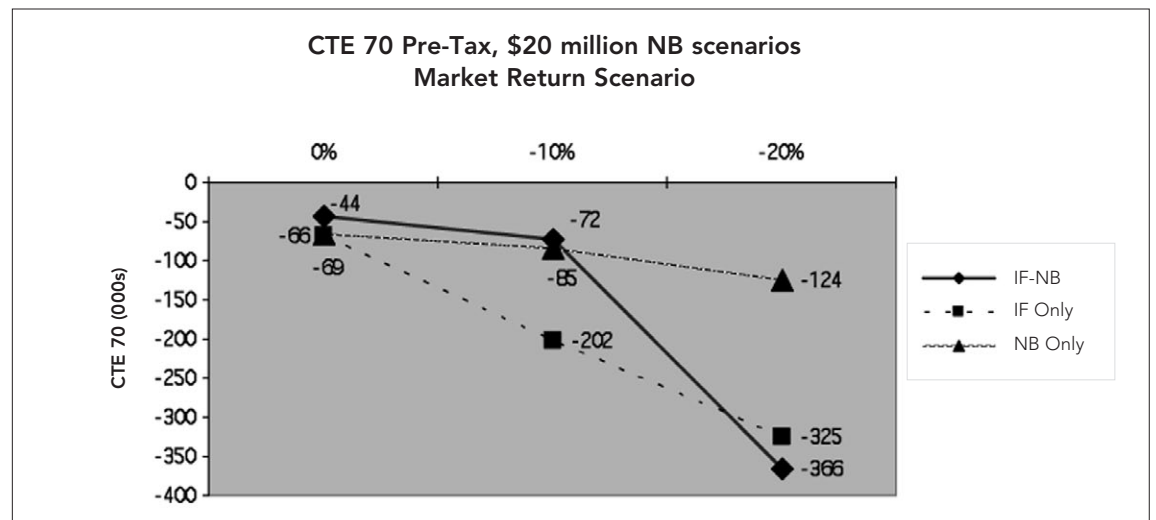 CTE 70 Pre-Tax, $20 million NB scenarios
Market Return Scenario
0% -10% -20%
0
-50
-100
-150
-200
-250
-300
-350
-400
CTE 70 (000s)
-44
-66
-69
-72
-85
-202
-124
-325
-366
IF-NB
IF Only
NB Only